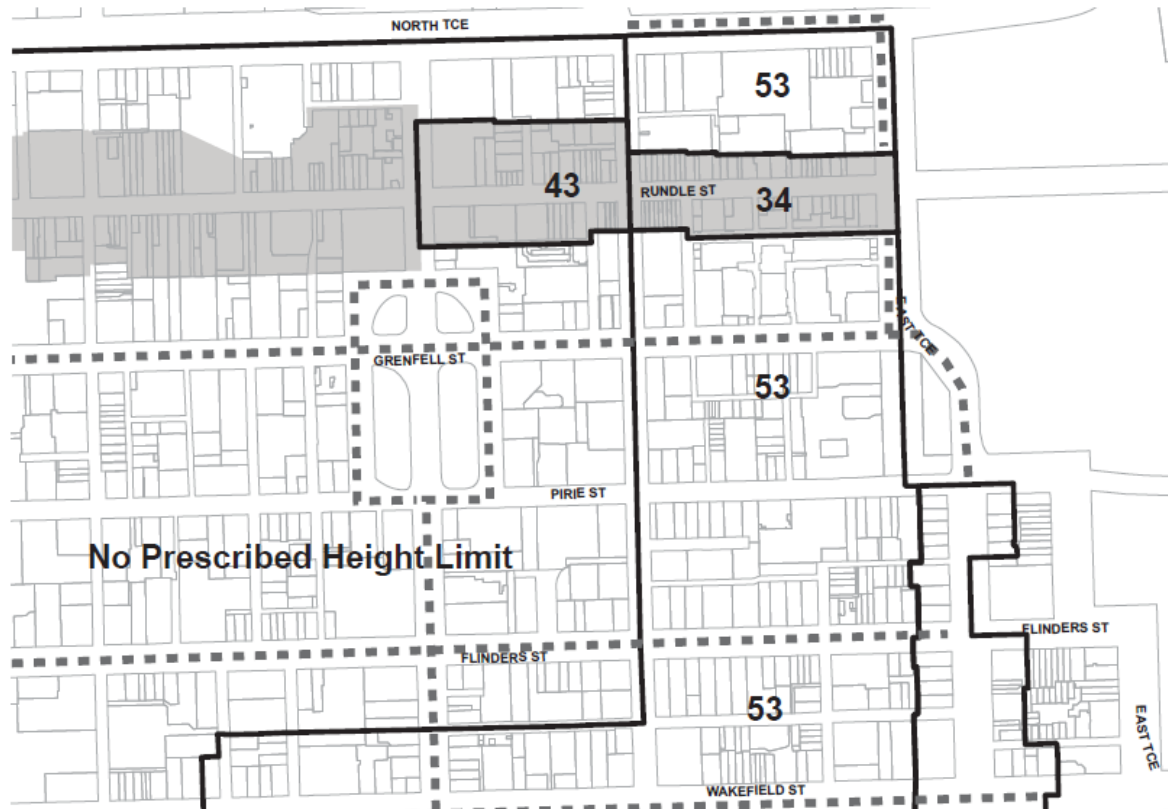 NORTH TCE
53
43
RUNDLE ST
34
EAST TCE
GRENFELL ST
53
PIRIE ST
No Prescribed Height Limit
FLINDERS ST
FLINDERS ST
53
EAST TCE
WAKEFIELD ST